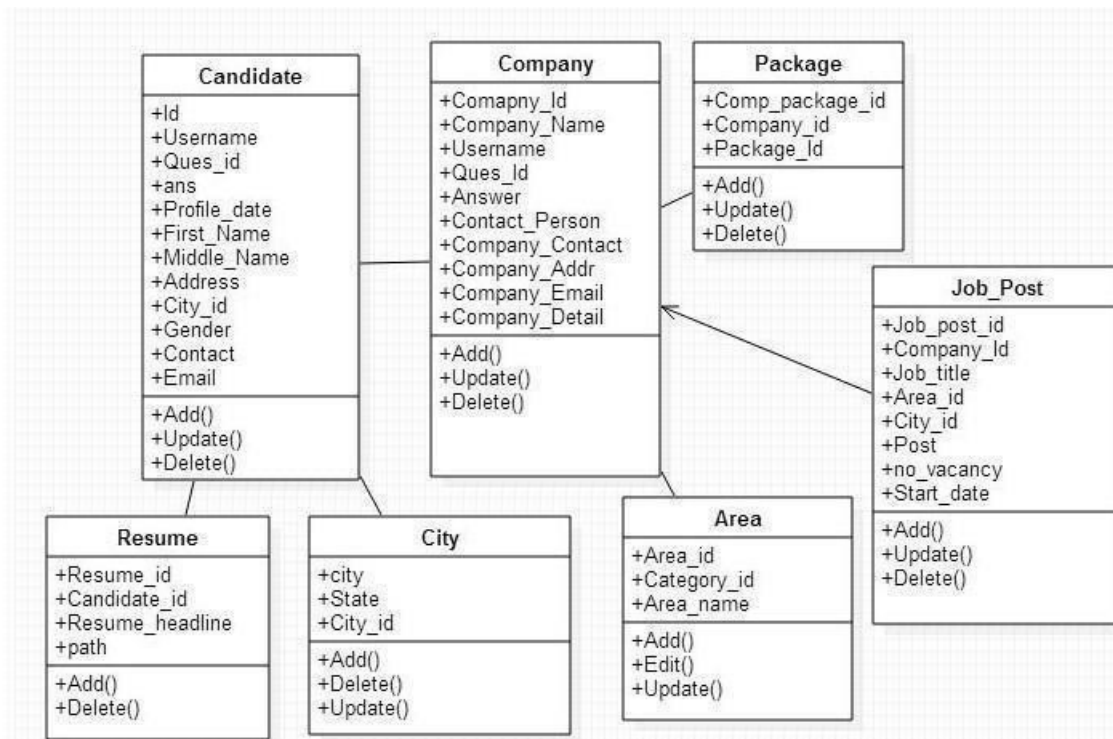 Candidate
+Id
+Username
+Ques_id
+ans
+Profile_date
+First_Name
+Middle_Name
+Address
+City_id
+Gender
+Contact
+Email
+Add()
+Update()
+Delete()
Company
+Comapny_Id
+Company_Name
+Username
+Ques_Id
+Answer
+Contact_Person
+Company_Contact
+Company_Addr
+Company_Email
+Company_Detail
+Add()
+Update()
+Delete()
Package
+Comp_package_id
+Company_id
+Package_Id
+Add()
+Update()
+Delete()
Job_Post
+Job_post_id
+Company_Id
+Job_title
+Area_id
+City_id
+Post
+no_vacancy
+Start_date
+Add()
+Update()
+Delete()
Resume
+Resume_id
+Candidate_id
+Resume_headline
+path
+Add()
+Delete()
City
+city
+State
+City_id
+Add()
+Delete()
+Update()
Area
+Area_id
+Category_id
+Area_name
+Add()
+Edit()
+Update()